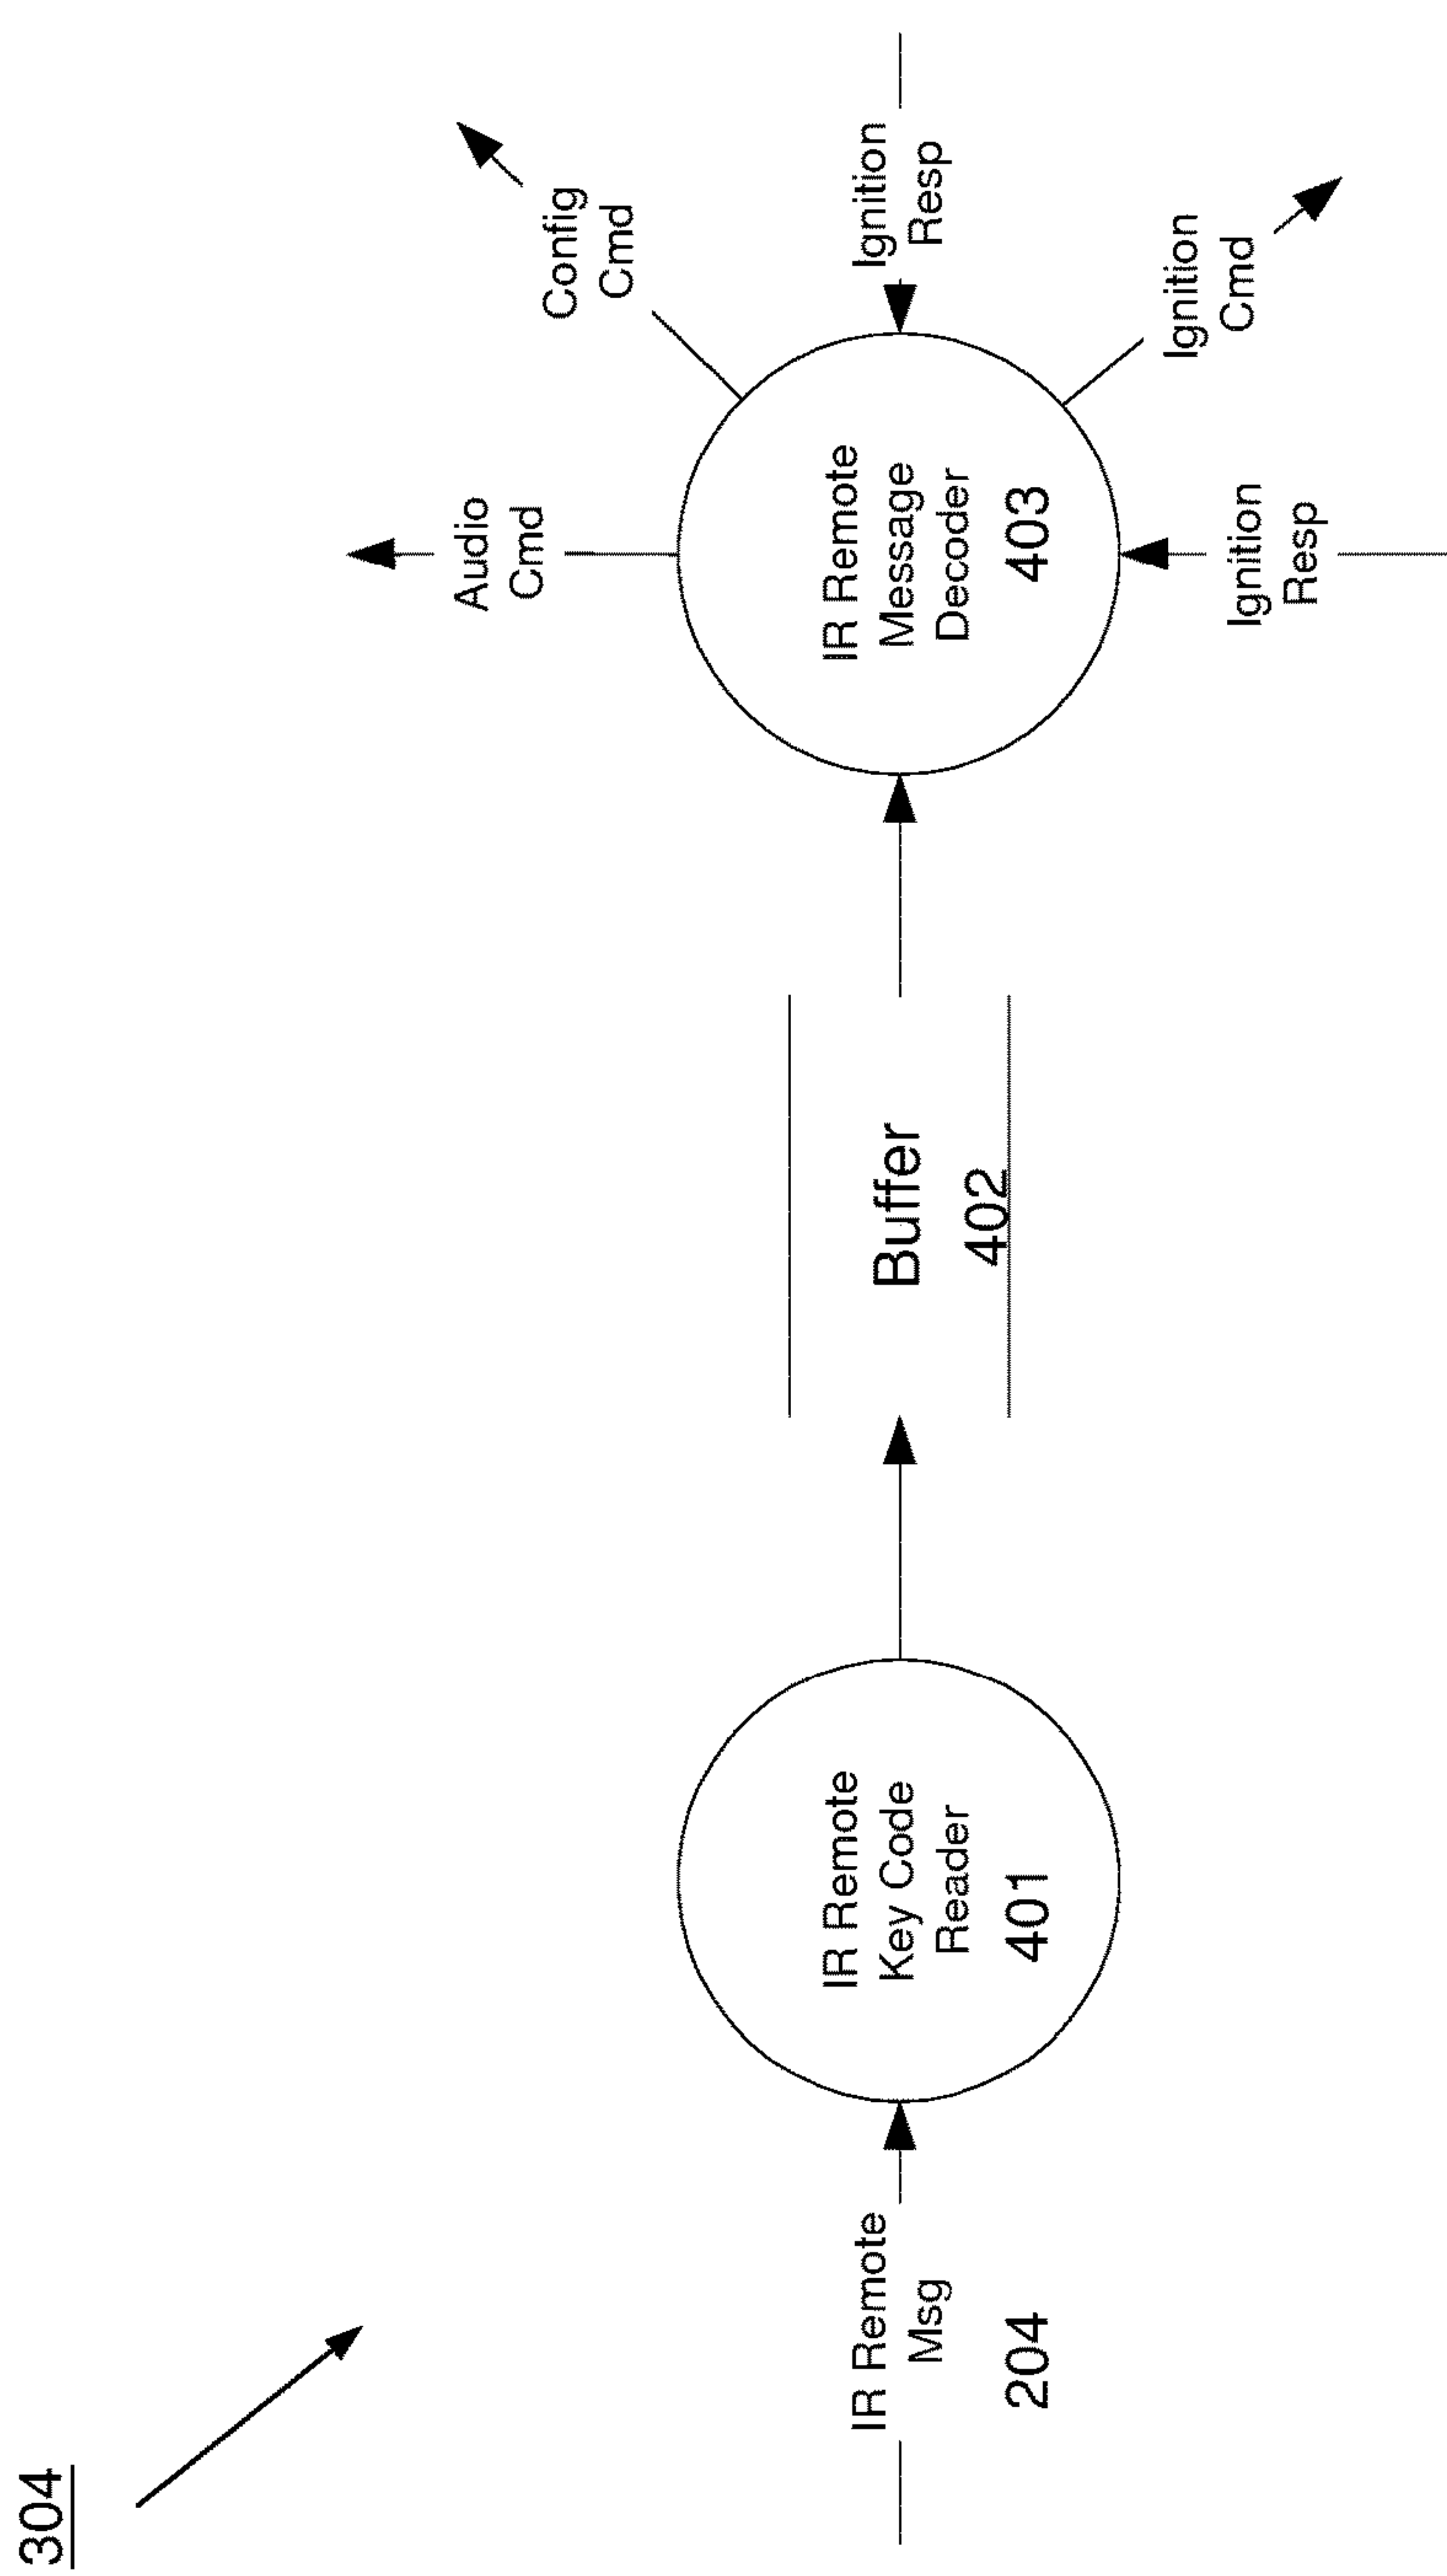 304
IR Remote
Msg
204
IR Remote
Key Code
Reader
401
Buffer
402
IR Remote
Message
Decoder
403
Audio
Cmd
Config
Cmd
Ignition
Resp
Ignition
Cmd
Ignition
Resp